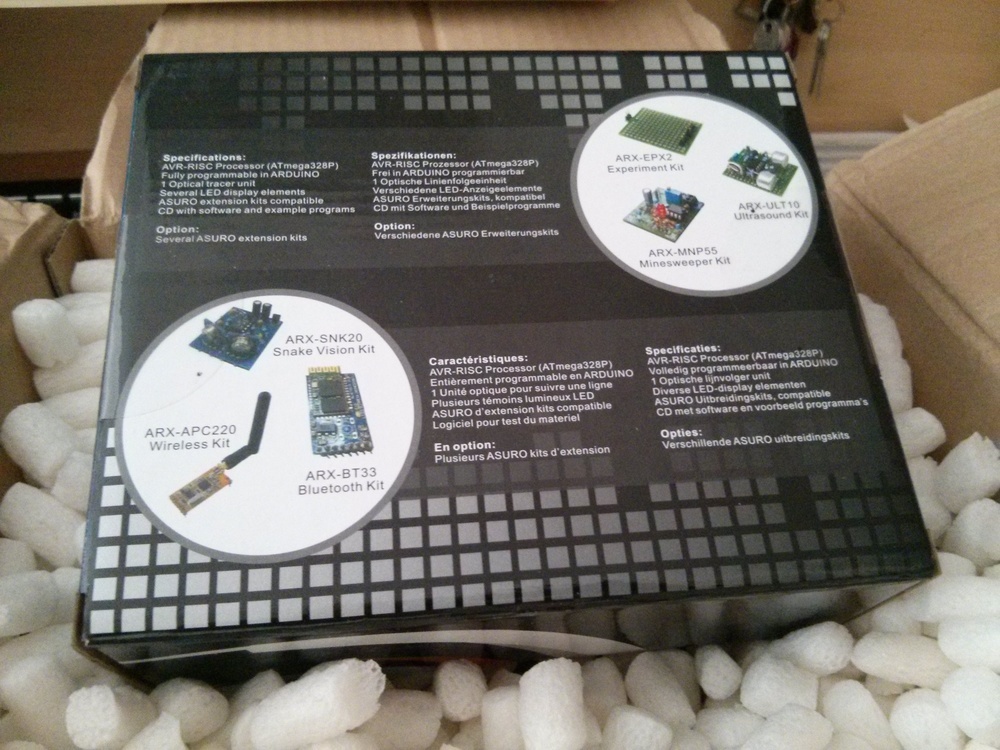 Specifications:
AVR-RISC Processor (ATmega328P)
Fully programmable in ARDUINO
1 Optical tracer unit
Several LED display elements
ASURO extension kits compatible
CD with software and example programs
Option:
Several ASURO extension kits
Spezifikationen:
AVR-RISC Prozessor (ATmega328P)
Frei in ARDUINO programmierbar
1 Optische Linienfolgeeinheit
Verschiedene LED-Anzeigeelemente
ASURO Erweiterungskits, kompatibel
CD mit Software und Beispielprogramme
Option:
Verschiedene ASURO Erweiterungskits
ARX-EPX2
Experiment Kit
ARX-ULT10
Ultrasound Kit
ARX-MNP55
Minesweeper Kit
ARX-SNK20
Snake Vision Kit
ARX-APC220
Wireless Kit
ARX-BT33
Bluetooth Kit
Caractéristiques:
AVR-RISC Processor (ATmega328P)
Entièrement programmable en ARDUINO
1 Unité optique pour suivre une ligne
Plusieurs témoins lumineux LED
ASURO d'extension kits compatible
Logiciel pour test du materiel
En option:
Plusieurs ASURO kits d'extension
Specificaties:
AVR-RISC Processor (ATmega328P)
Volledig programmeerbaar in ARDUINO
1 Optische lijnvolger unit
Diverse LED-display elementen
ASURO Uitbreidingskits, compatible
CD met software en voorbeeld programma's
Opties:
Verschillende ASURO uitbreidingskits